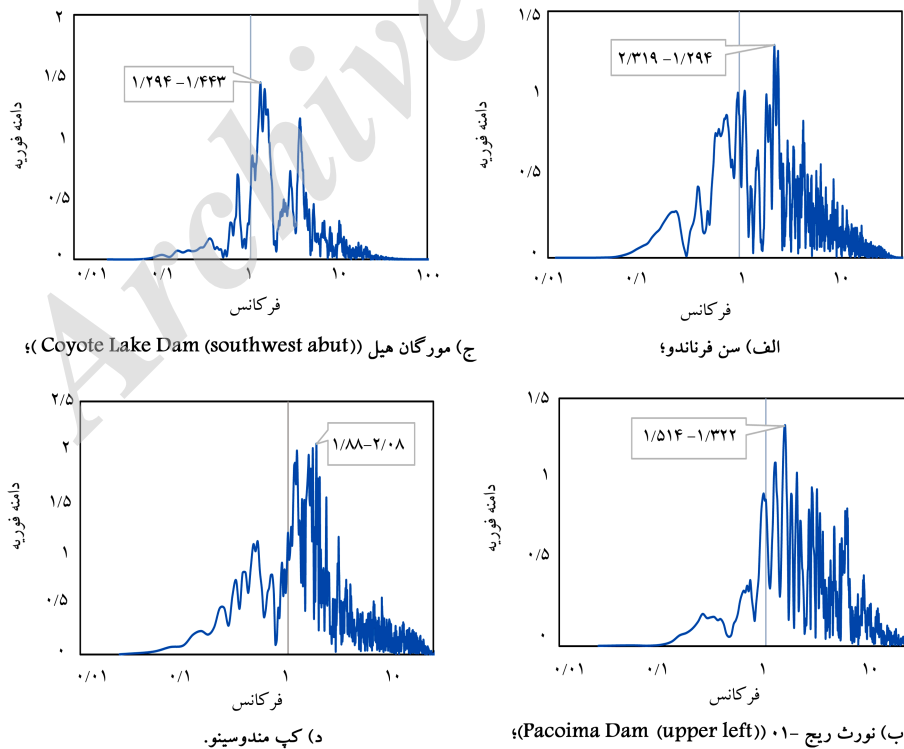 ۱/۵
۱
۰/۵
۰
دامنه فوریه
۲/۳۱۹ -۱/۲۹۴
۰/۰۱ ۰/۱ ۱ ۱۰
فرکانس
الف) سن فرناندو؛
۲
۱/۵
۱
۰/۵
۰
دامنه فوریه
۱/۲۹۴ -۱/۴۴۳
۰/۰۱ ۰/۱ ۱ ۱۰ ۱۰۰
فرکانس
ج) مورگان هیل (Coyote Lake Dam (southwest abut))؛
۱/۵
۱
۰/۵
۰
دامنه فوریه
۱/۵۱۴ -۱/۳۲۲
۰/۰۱ ۰/۱ ۱ ۱۰
فرکانس
ب) نورث ریج -۰۱ (Pacoima Dam (upper left))؛
۲/۵
۲
۱/۵
۱
۰/۵
۰
دامنه فوریه
۱/۸۸-۲/۰۸
۰/۰۱ ۰/۱ ۱ ۱۰
فرکانس
د) کپ مندوسینو.
Archive